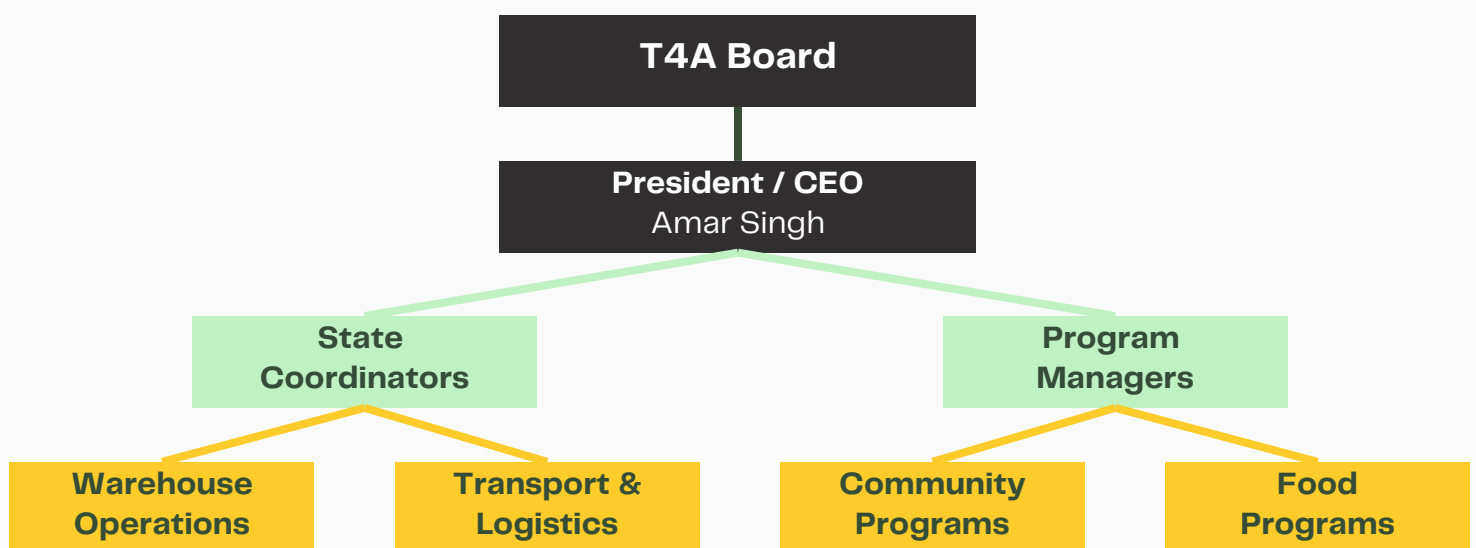 T4A Board
President / CEO
Amar Singh
State
Coordinators
Program
Managers
Warehouse
Operations
Transport &
Logistics
Community
Programs
Food
Programs